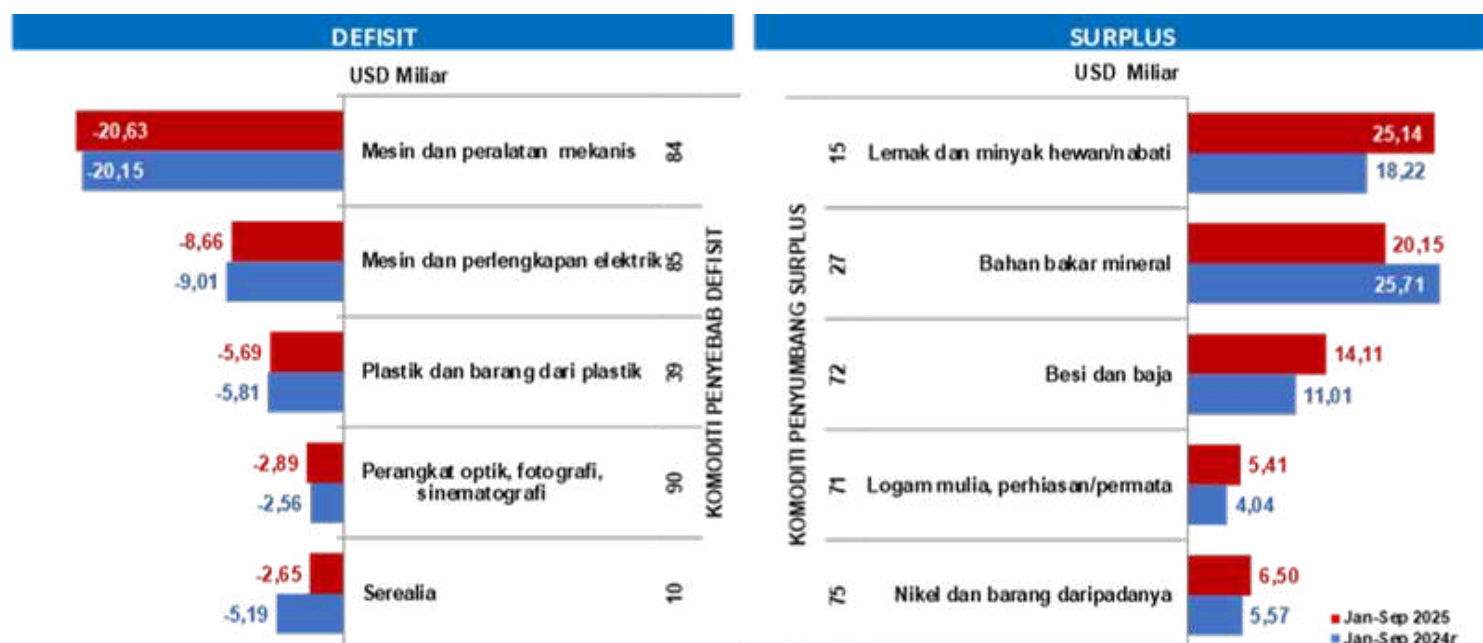 DEFISIT
USD Miliar
-20,63
-20,15
Mesin dan peralatan mekanis
84
-8,66
-9,01
Mesin dan perlengkapan elektrik
85
-5,69
-5,81
Plastik dan barang dari plastik
39
-2,89
-2,56
Perangkat optik, fotografi,
sinematografi
90
-2,65
-5,19
Serealia
10
KOMODITI PENYEBAB DEFISIT
SURPLUS
USD Miliar
KOMODITI PENYUMBANG SURPLUS
15
Lemak dan minyak hewan/nabati
25,14
18,22
27
Bahan bakar mineral
20,15
25,71
72
Besi dan baja
14,11
11,01
71
Logam mulia, perhiasan/permata
5,41
4,04
75
Nikel dan barang daripadanya
6,50
5,57
Jan-Sep 2025
Jan-Sep 2024r